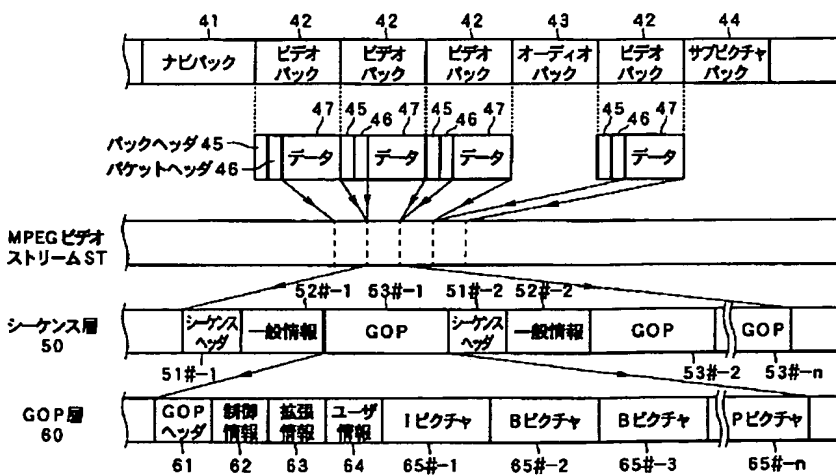 41 42 42 42 43 42 44
ナビパック ビデオ ビデオ ビデオ オーディオ ビデオ サブピクチャ
パック パック パック パック パック パック
47 45 46 47 45 46 47 45 46 47
パックヘッダ45 データ データ データ データ
パケットヘッダ46
MPEGビデオ
ストリームST
52#-1 53#-1 51#-2 52#-2
シーケンス層 シーケンス 一般情報 GOP シーケンス 一般情報 GOP GOP
50 ヘッダ ヘッダ
51#-1 53#-2 53#-n
GOP層 GOP 制御 拡張 ユーザ Iピクチャ Bピクチャ Bピクチャ Pピクチャ
60 ヘッダ 情報 情報 情報
61 62 63 64 65#-1 65#-2 65#-3 65#-n